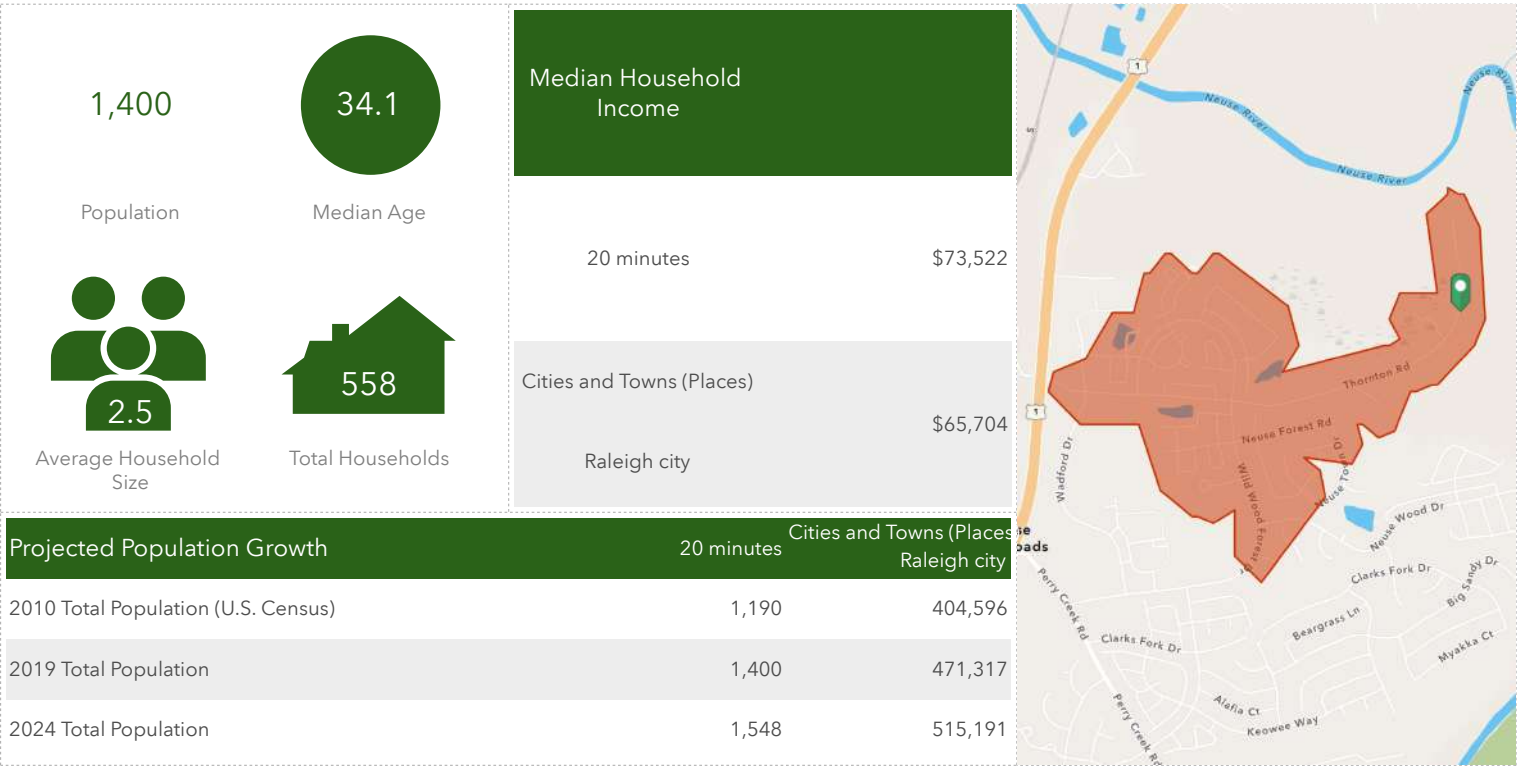 1,400
34.1
Population
Median Age
2.5
558
Average Household
Size
Total Households
Median Household
Income
20 minutes
$73,522
Cities and Towns (Places)
Raleigh city
$65,704
Projected Population Growth
20 minutes
Cities and Towns (Places
Raleigh city
2010 Total Population (U.S. Census)
1,190
404,596
2019 Total Population
1,400
471,317
2024 Total Population
1,548
515,191
1
Neuse River
Neuse River
Neuse River
S
1
Thornton Rd
Neuse Forest Rd
Wadford Dr
Wild Wood Forest Dr
Neuse Wood Dr
se
oads
Clarks Fork Dr
Big Sandy Dr
Perry Creek Rd
Beargrass Ln
Clarks Fork Dr
Myakka Ct
Alafia Ct
Keowee Way
Perry Creek Rd